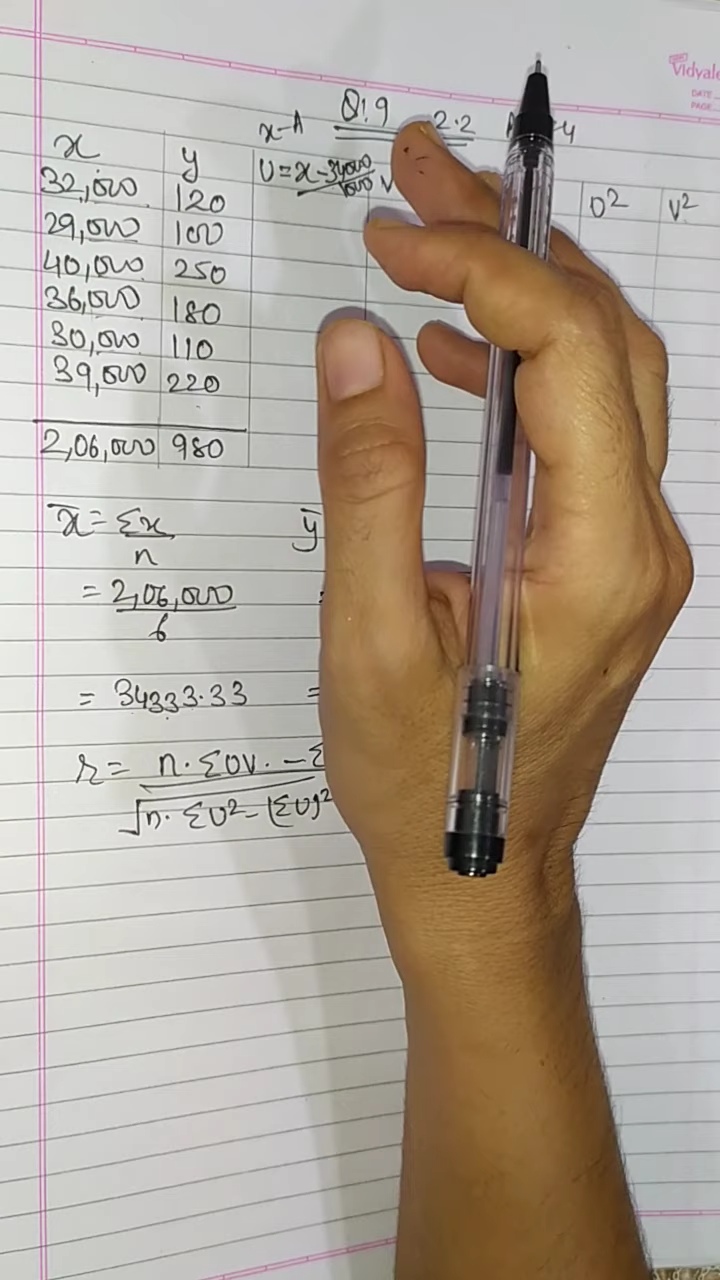 Vidyal
DATE
PAGE
Q:9 2.2 A 4
x-A
x y U = x - 34000 / 1000 V U² V²
32,000 120
29,000 100
40,000 250
36,000 180
30,000 110
39,000 220
2,06,000 980
x̄ = Σx / n ȳ
= 2,06,000 / 6 =
= 34333.33 =
r = n. ΣUV. - Σ
√n. ΣU² - (ΣU)²